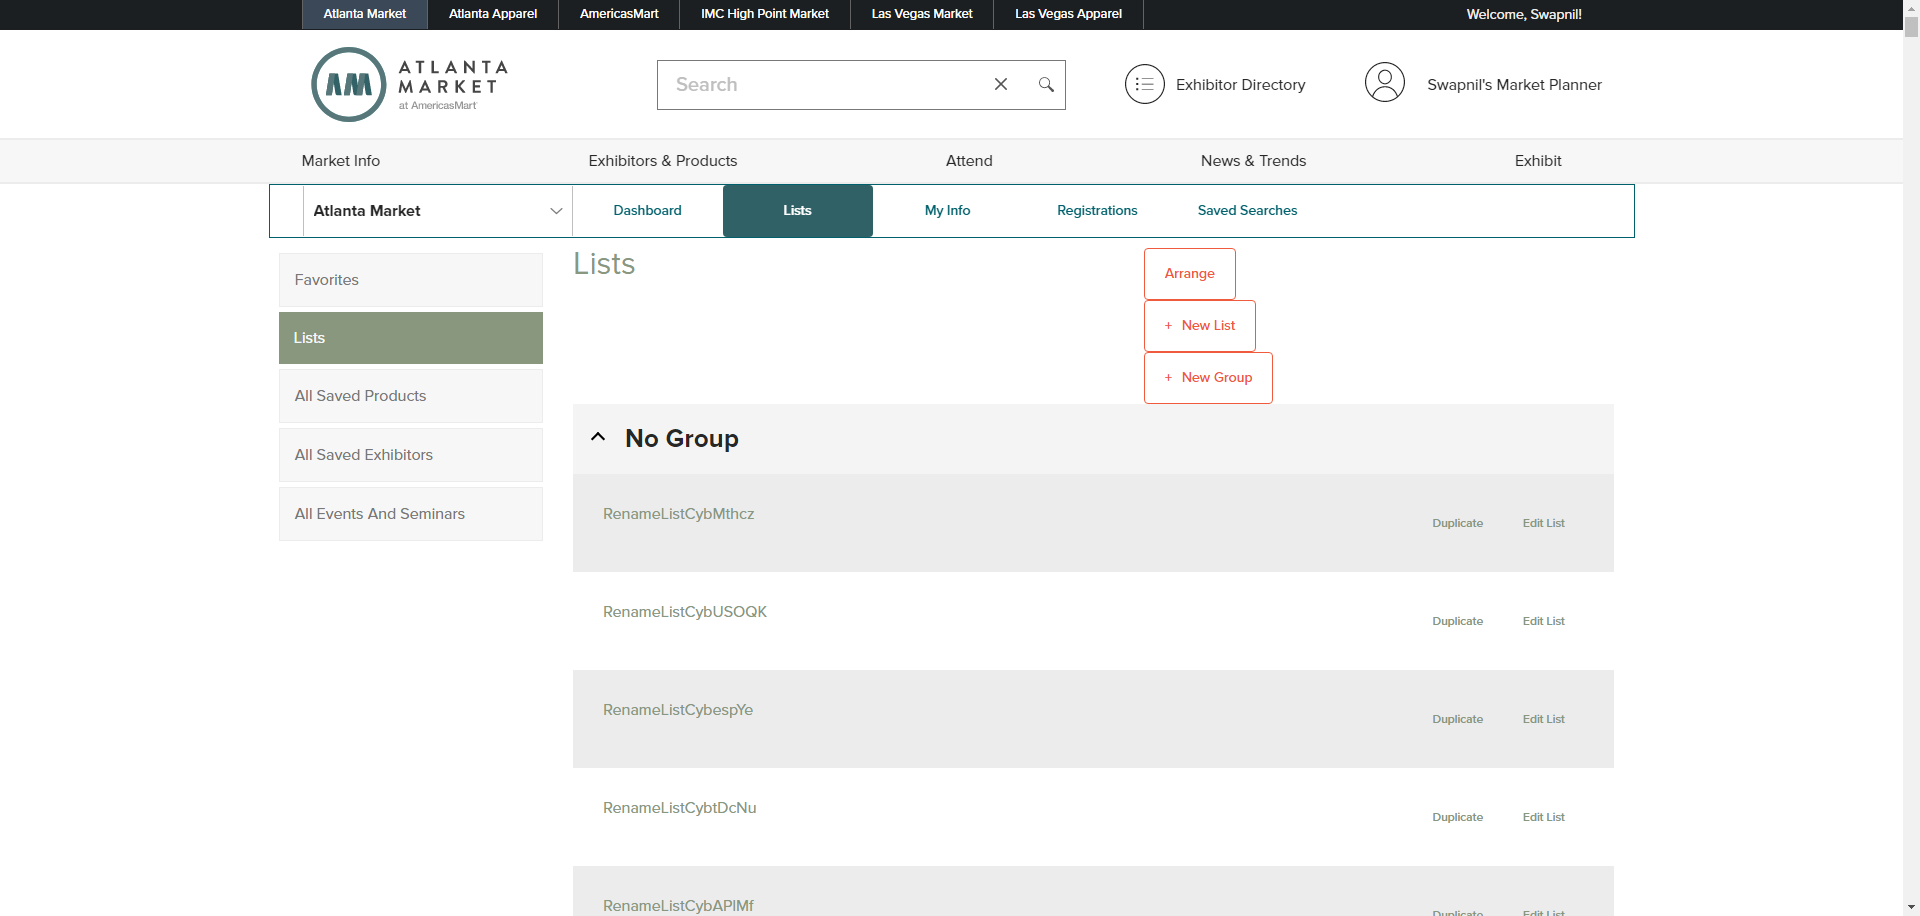 Atlanta Market Atlanta Apparel AmericasMart IMC High Point Market Las Vegas Market Las Vegas Apparel Welcome, Swapnil!
ATLANTA
MARKET
at AmericasMart
Search
Exhibitor Directory
Swapnil's Market Planner
Market Info Exhibitors & Products Attend News & Trends Exhibit
Atlanta Market Dashboard Lists My Info Registrations Saved Searches
Favorites
Lists
All Saved Products
All Saved Exhibitors
All Events And Seminars
Lists
Arrange
+ New List
+ New Group
No Group
RenameListCybMthcz Duplicate Edit List
RenameListCybUSOQK Duplicate Edit List
RenameListCybespYe Duplicate Edit List
RenameListCybtDcNu Duplicate Edit List
Duplicate Edit List